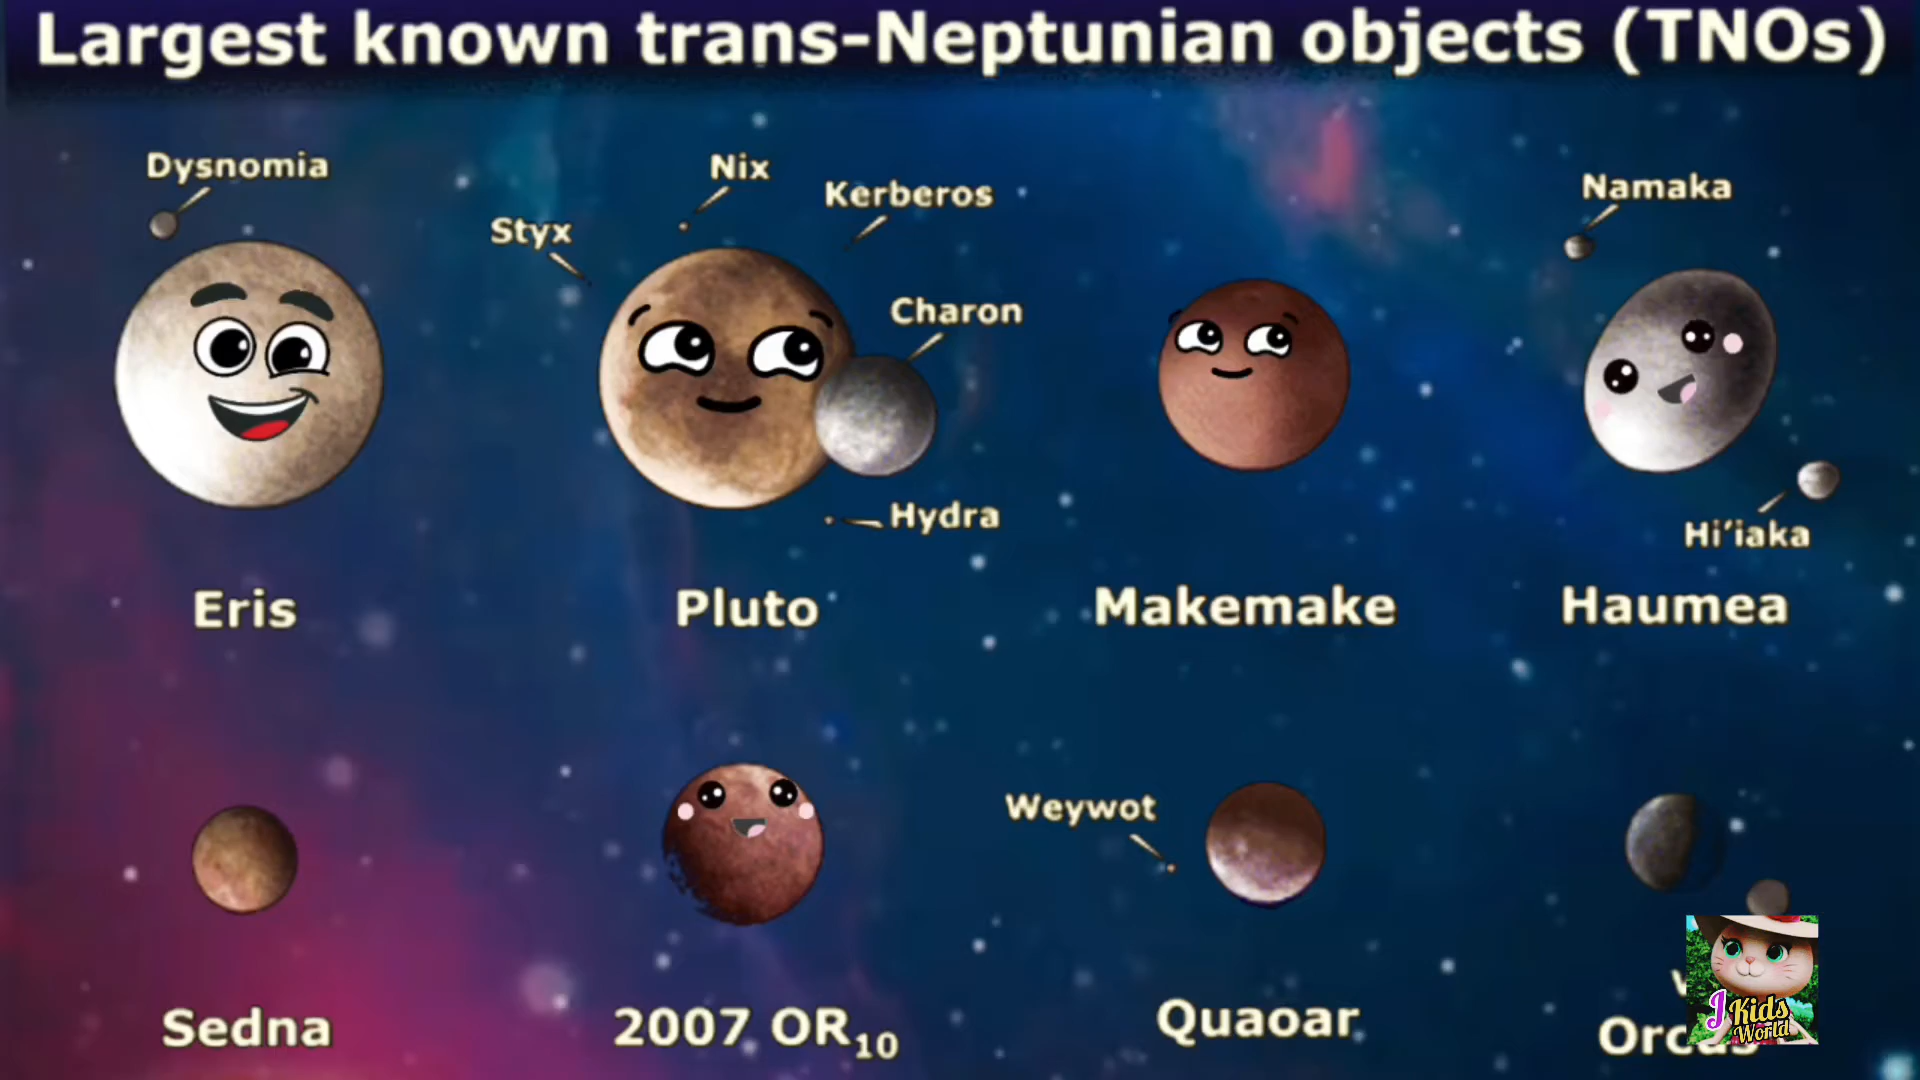 Largest known trans-Neptunian objects (TNOs)
Dysnomia
Nix
Kerberos
Styx
Charon
Hydra
Namaka
Hi'iaka
Eris
Pluto
Makemake
Haumea
Weywot
Sedna
2007 OR10
Quaoar
Orcus
J Kids
World